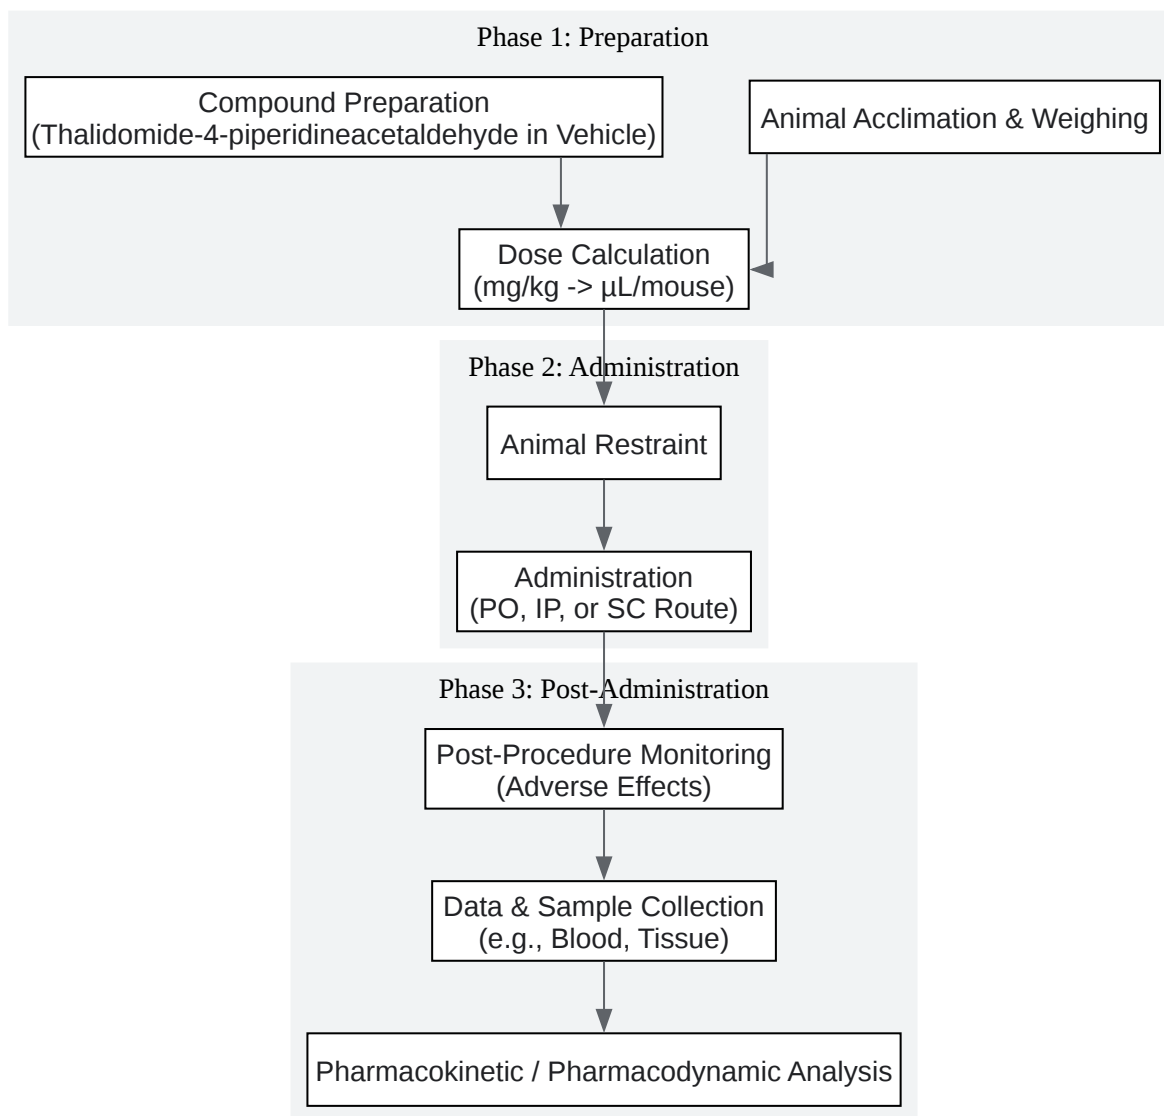 Phase 1: Preparation
Compound Preparation
(Thalidomide-4-piperidineacetaldehyde in Vehicle)
Animal Acclimation & Weighing
Dose Calculation
(mg/kg -> µL/mouse)
Phase 2: Administration
Animal Restraint
Administration
(PO, IP, or SC Route)
Phase 3: Post-Administration
Post-Procedure Monitoring
(Adverse Effects)
Data & Sample Collection
(e.g., Blood, Tissue)
Pharmacokinetic / Pharmacodynamic Analysis